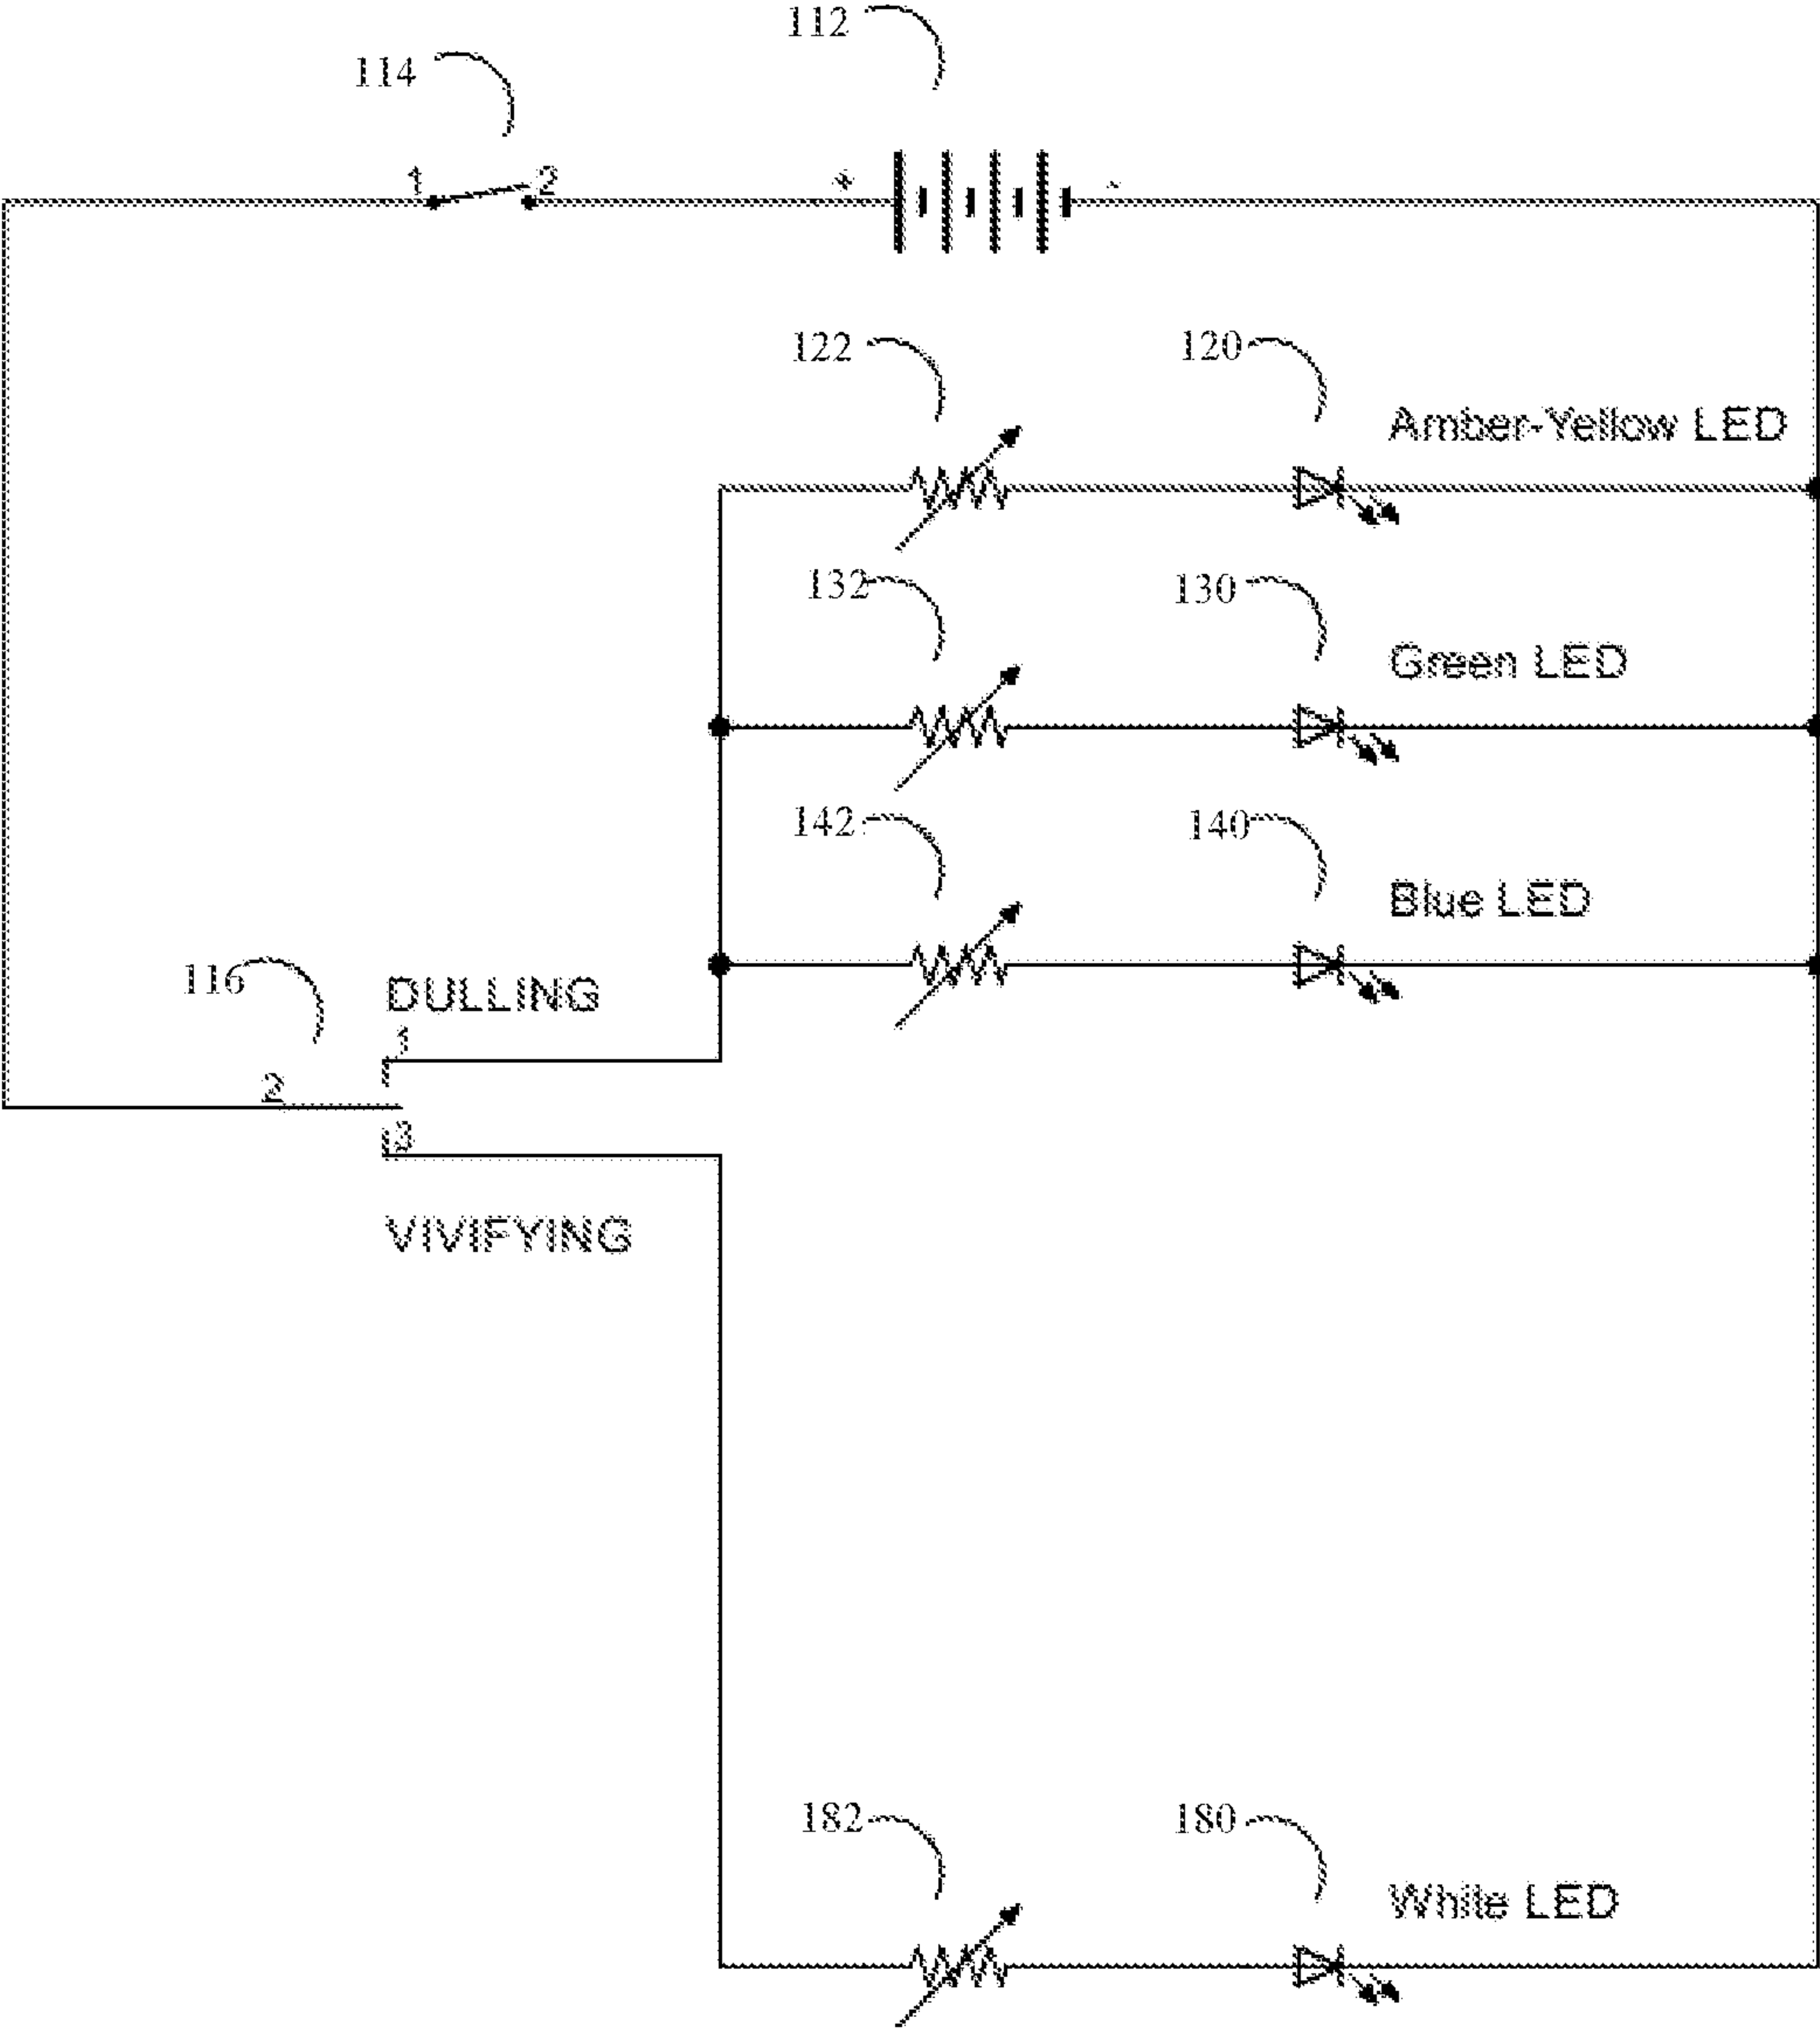 112
114
1 2 + -
122 120
Amber-Yellow LED
132 130
Green LED
142 140
Blue LED
116 DULLING
1
2
3
VIVIFYING
182 180
White LED